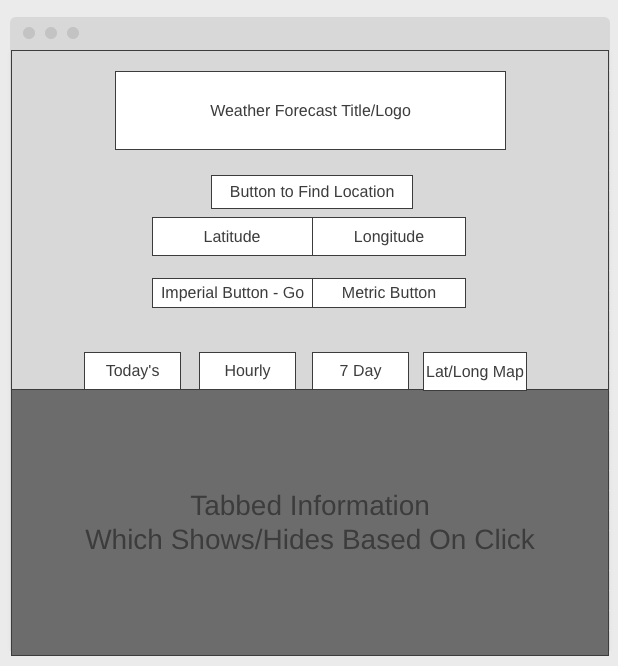 Weather Forecast Title/Logo
Button to Find Location
Latitude
Longitude
Imperial Button - Go
Metric Button
Today's
Hourly
7 Day
Lat/Long Map
Tabbed Information
Which Shows/Hides Based On Click